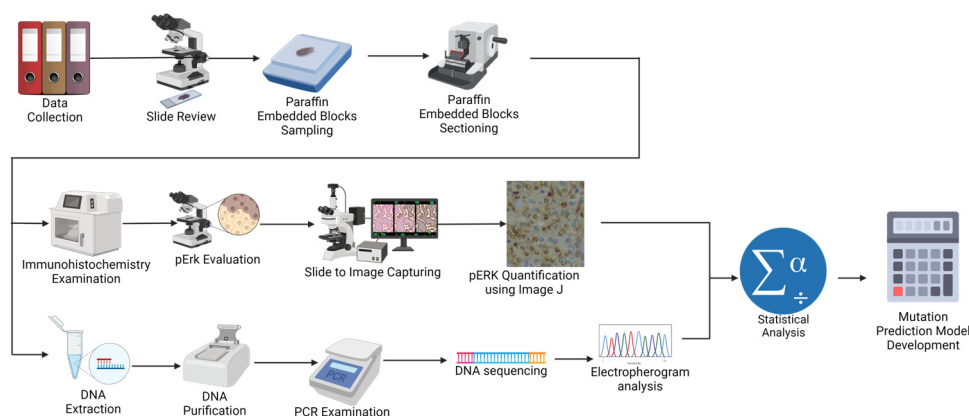 Data
Collection
Slide Review
Paraffin
Embedded Blocks
Sampling
Paraffin
Embedded Blocks
Sectioning
Immunohistochemistry
Examination
pErk Evaluation
Slide to Image Capturing
pERK Quantification
using Image J
Σ α
÷
Statistical
Analysis
Mutation
Prediction Model
Development
DNA
Extraction
DNA
Purification
PCR
PCR Examination
DNA sequencing
Electropherogram
analysis